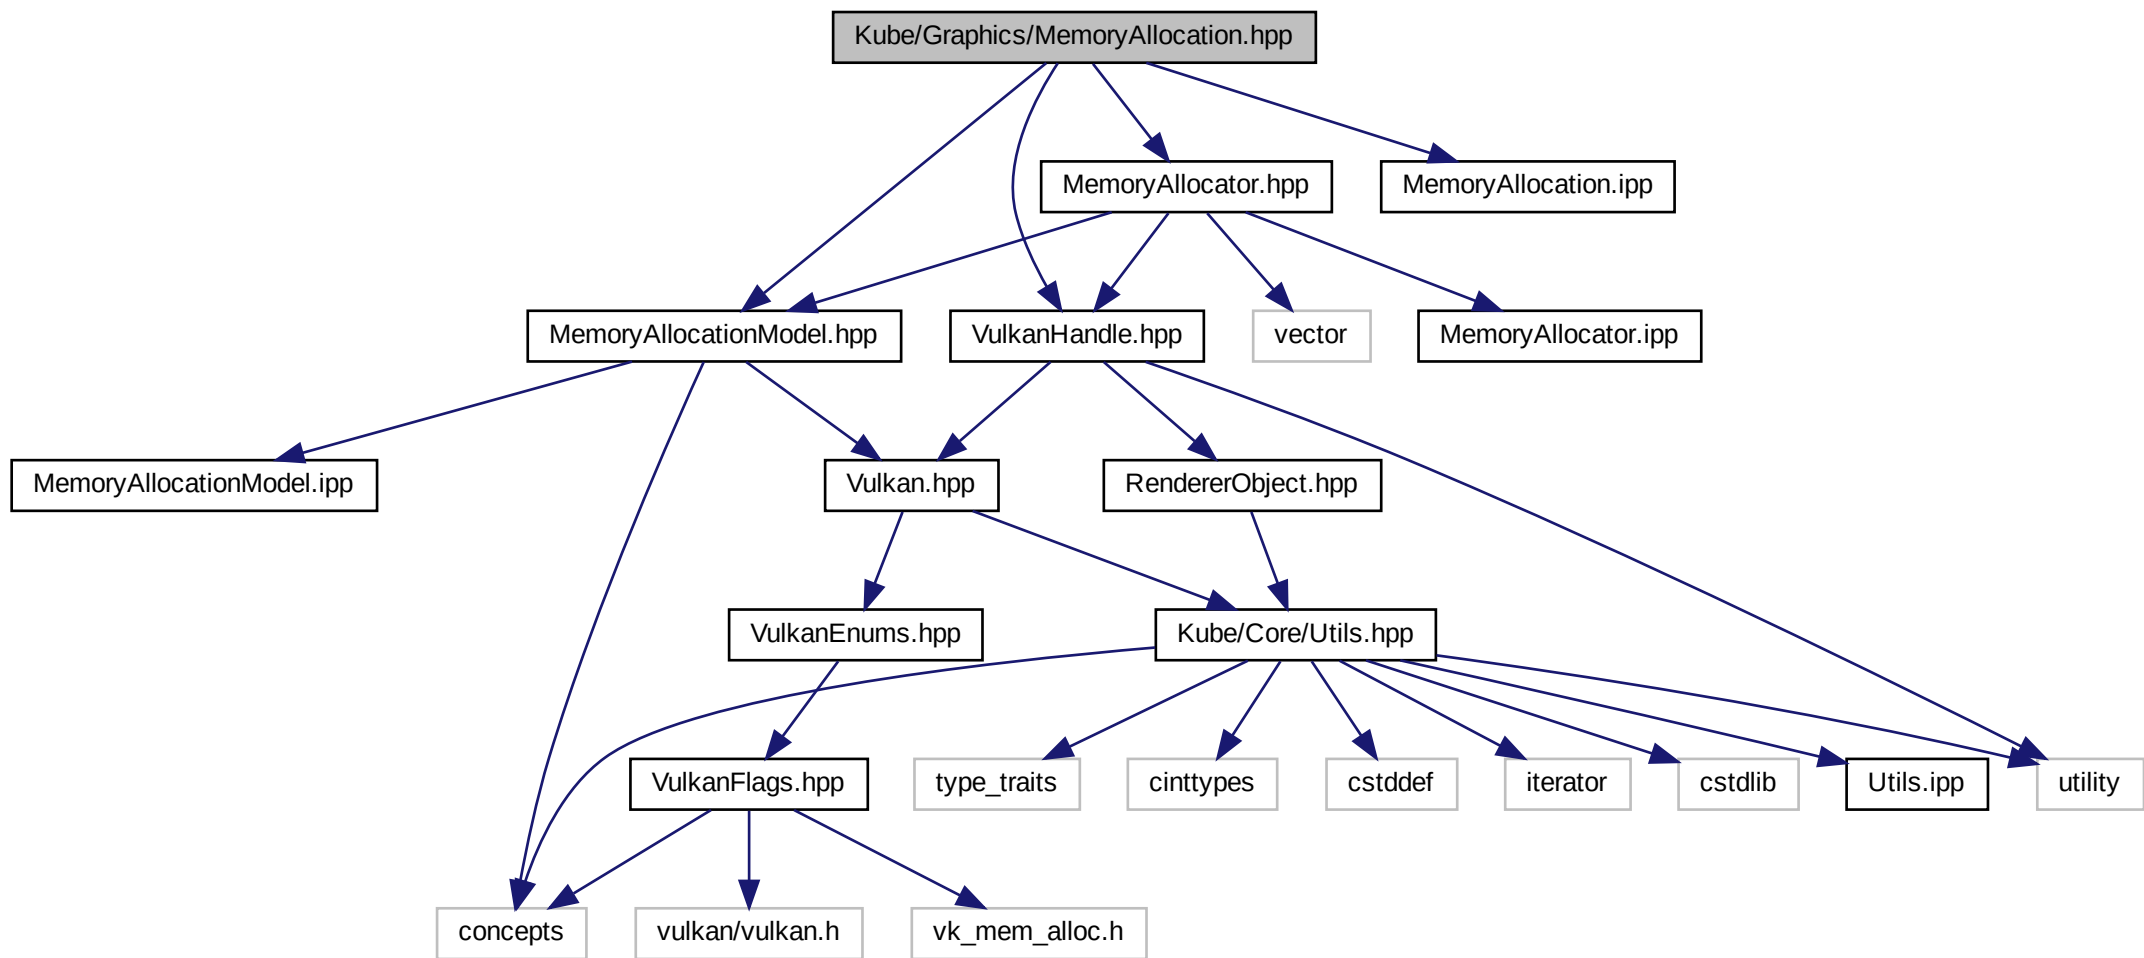 Kube/Graphics/MemoryAllocation.hpp
MemoryAllocator.hpp
MemoryAllocation.ipp
MemoryAllocationModel.hpp
VulkanHandle.hpp
vector
MemoryAllocator.ipp
MemoryAllocationModel.ipp
Vulkan.hpp
RendererObject.hpp
VulkanEnums.hpp
Kube/Core/Utils.hpp
VulkanFlags.hpp
type_traits
cinttypes
cstddef
iterator
cstdlib
Utils.ipp
utility
concepts
vulkan/vulkan.h
vk_mem_alloc.h